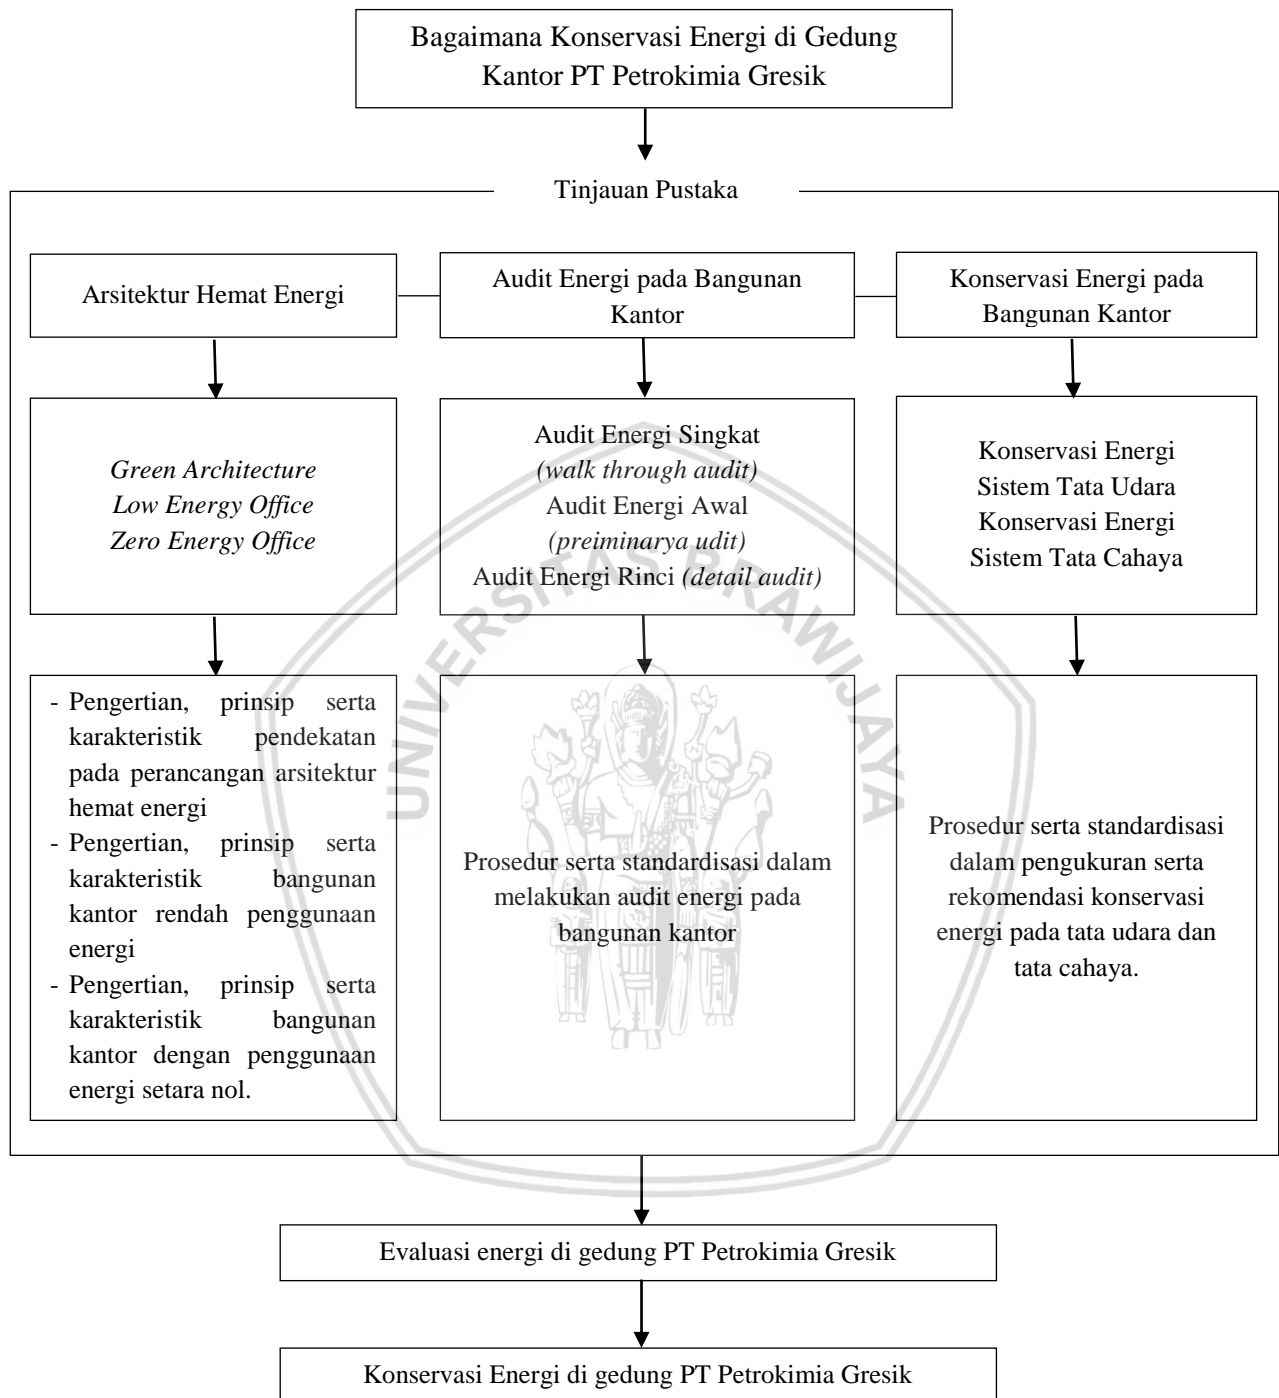 Bagaimana Konservasi Energi di Gedung
Kantor PT Petrokimia Gresik
Tinjauan Pustaka
Arsitektur Hemat Energi
Audit Energi pada Bangunan
Kantor
Konservasi Energi pada
Bangunan Kantor
Green Architecture
Low Energy Office
Zero Energy Office
Audit Energi Singkat
(walk through audit)
Audit Energi Awal
(preiminarya udit)
Audit Energi Rinci (detail audit)
Konservasi Energi
Sistem Tata Udara
Konservasi Energi
Sistem Tata Cahaya
- Pengertian, prinsip serta
karakteristik pendekatan
pada perancangan arsitektur
hemat energi
- Pengertian, prinsip serta
karakteristik bangunan
kantor rendah penggunaan
energi
- Pengertian, prinsip serta
karakteristik bangunan
kantor dengan penggunaan
energi setara nol.
Prosedur serta standardisasi dalam
melakukan audit energi pada
bangunan kantor
Prosedur serta standardisasi
dalam pengukuran serta
rekomendasi konservasi
energi pada tata udara dan
tata cahaya.
UNIVERSITAS BRAWIJAYA
Evaluasi energi di gedung PT Petrokimia Gresik
Konservasi Energi di gedung PT Petrokimia Gresik